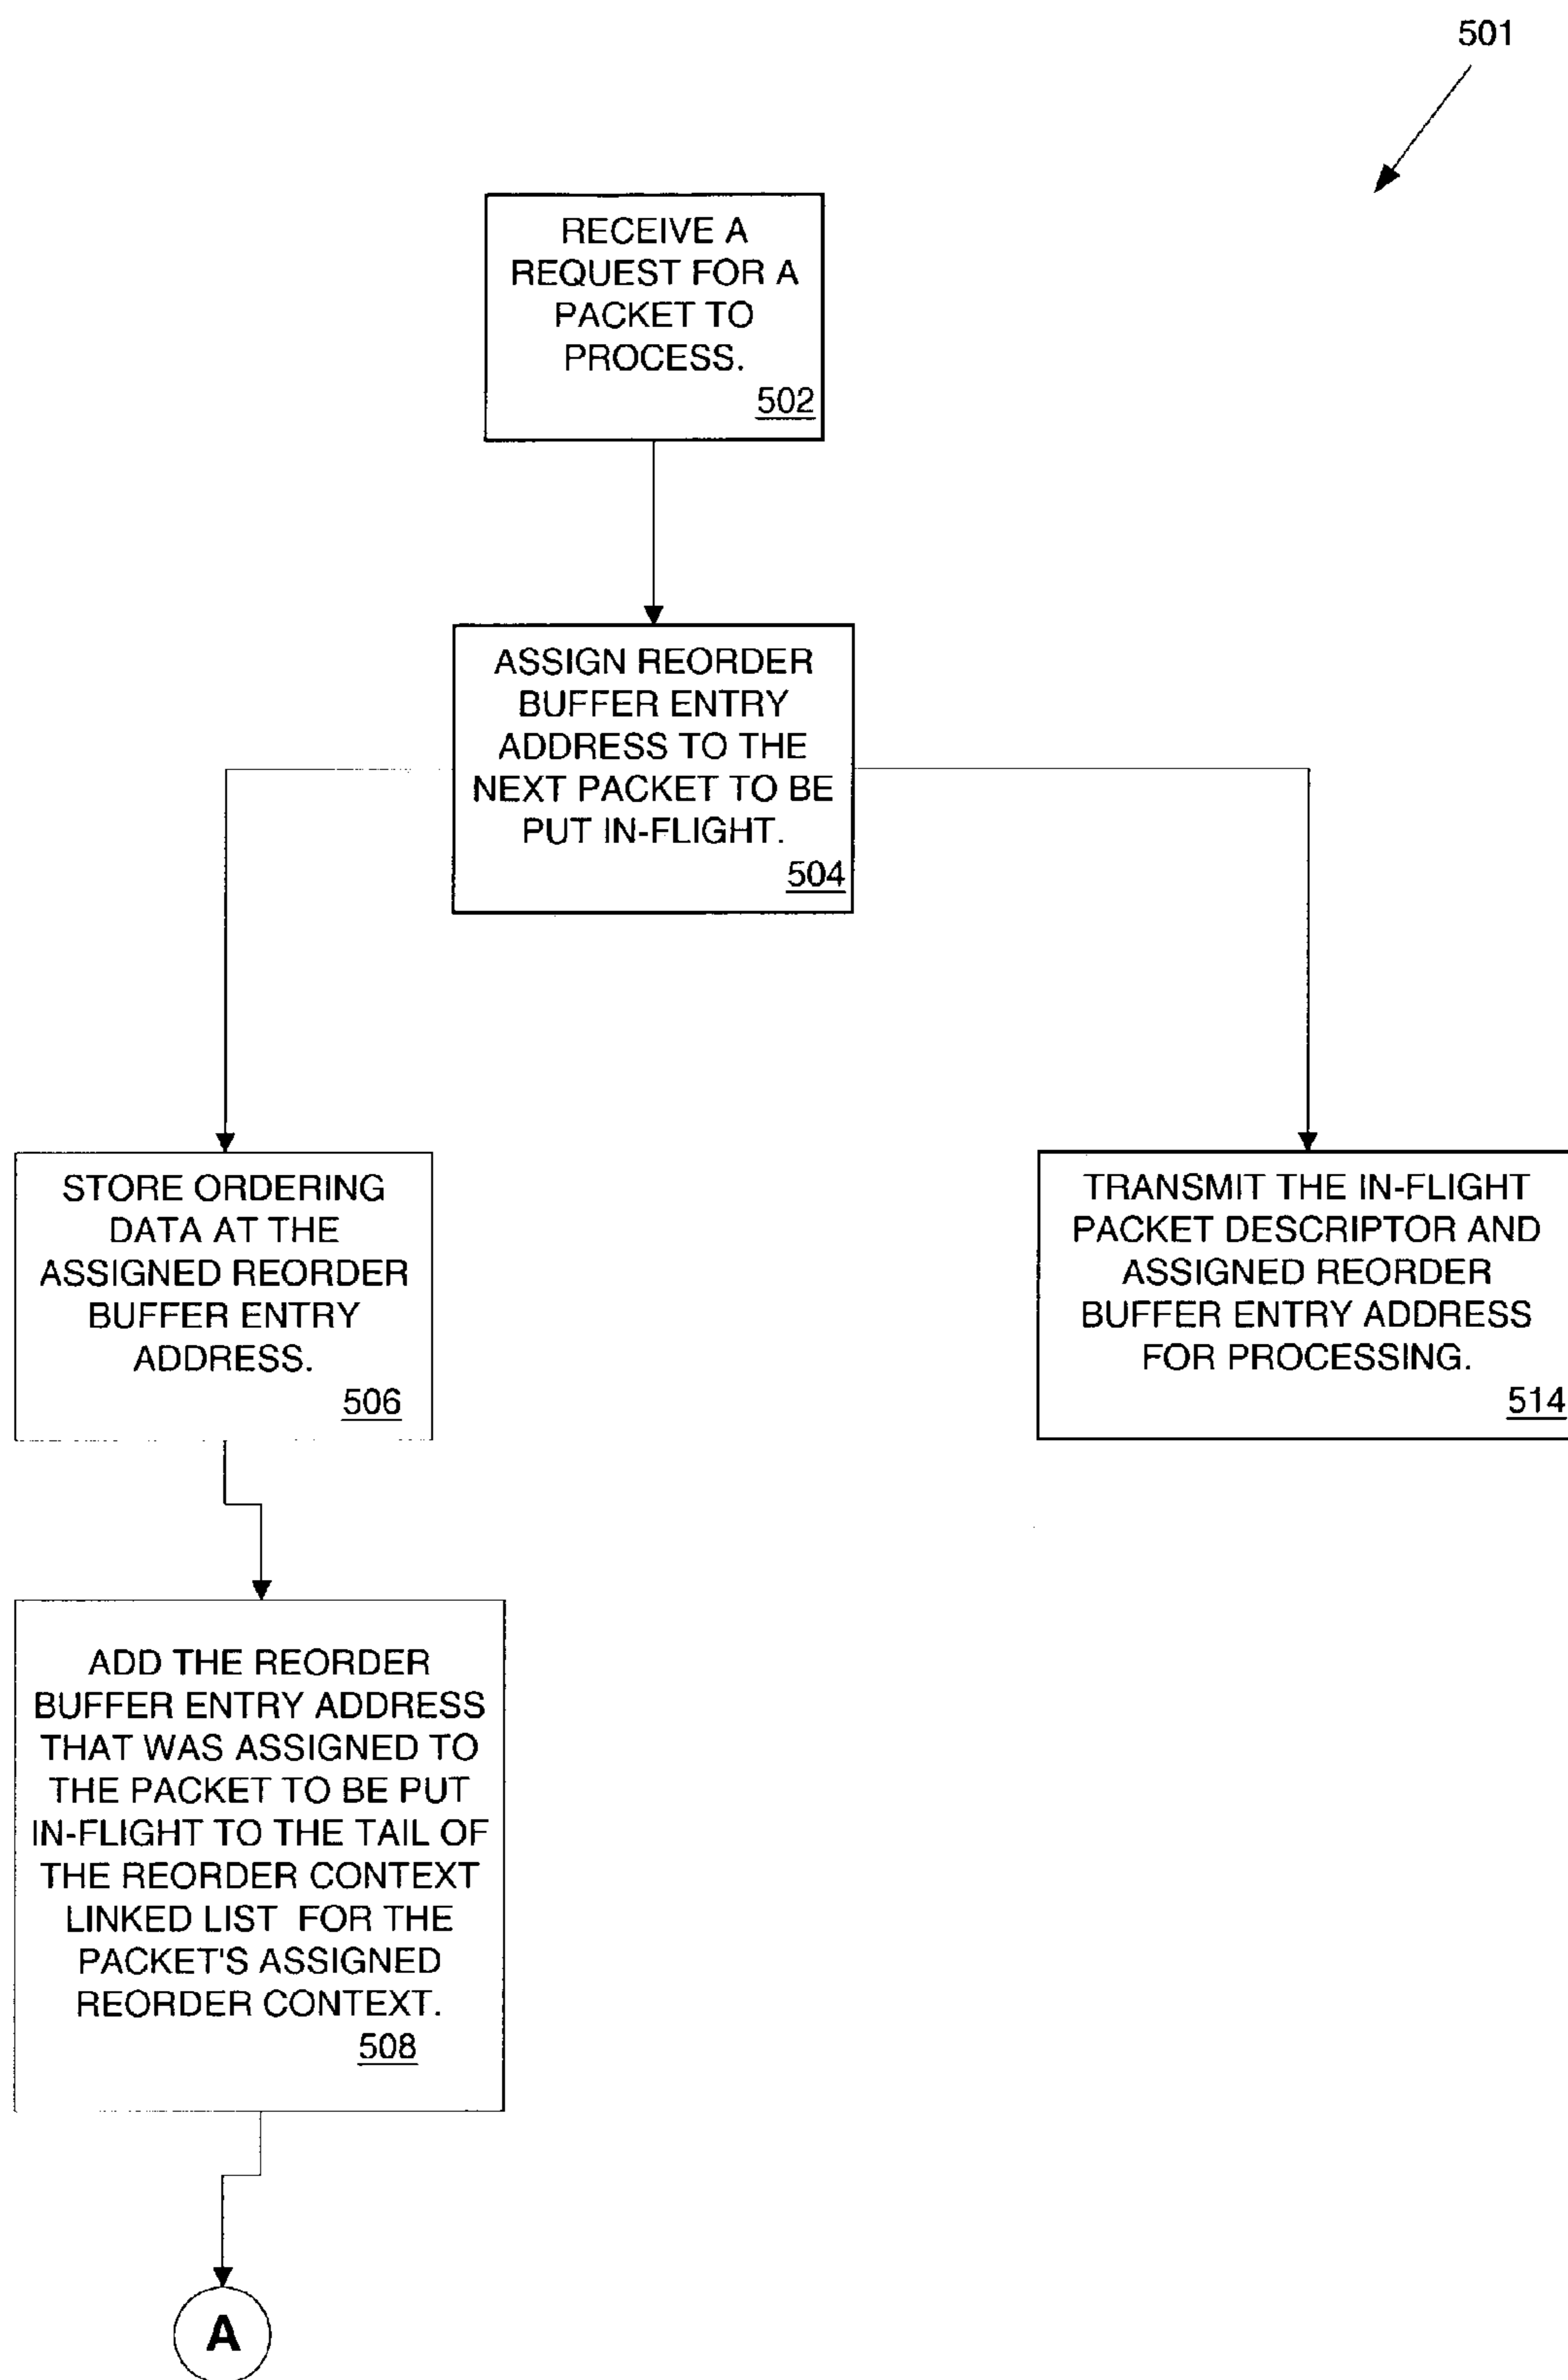 501
RECEIVE A
REQUEST FOR A
PACKET TO
PROCESS.
502
ASSIGN REORDER
BUFFER ENTRY
ADDRESS TO THE
NEXT PACKET TO BE
PUT IN-FLIGHT.
504
STORE ORDERING
DATA AT THE
ASSIGNED REORDER
BUFFER ENTRY
ADDRESS.
506
TRANSMIT THE IN-FLIGHT
PACKET DESCRIPTOR AND
ASSIGNED REORDER
BUFFER ENTRY ADDRESS
FOR PROCESSING.
514
ADD THE REORDER
BUFFER ENTRY ADDRESS
THAT WAS ASSIGNED TO
THE PACKET TO BE PUT
IN-FLIGHT TO THE TAIL OF
THE REORDER CONTEXT
LINKED LIST FOR THE
PACKET'S ASSIGNED
REORDER CONTEXT.
508
A